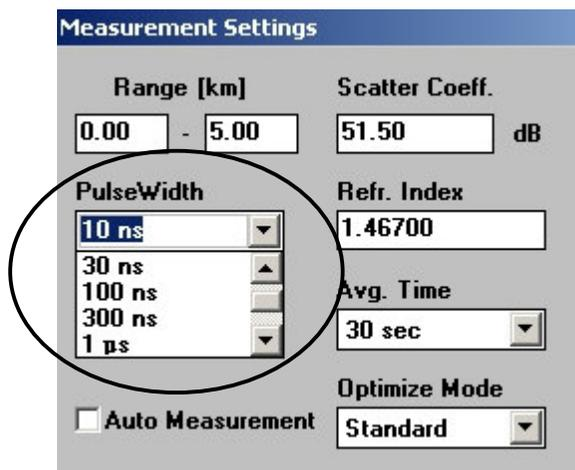 Measurement Settings
Range [km]
0.00 - 5.00
Scatter Coeff.
51.50 dB
PulseWidth
10 ns
30 ns
100 ns
300 ns
1 µs
Refr. Index
1.46700
Avg. Time
30 sec
Optimize Mode
Standard
Auto Measurement